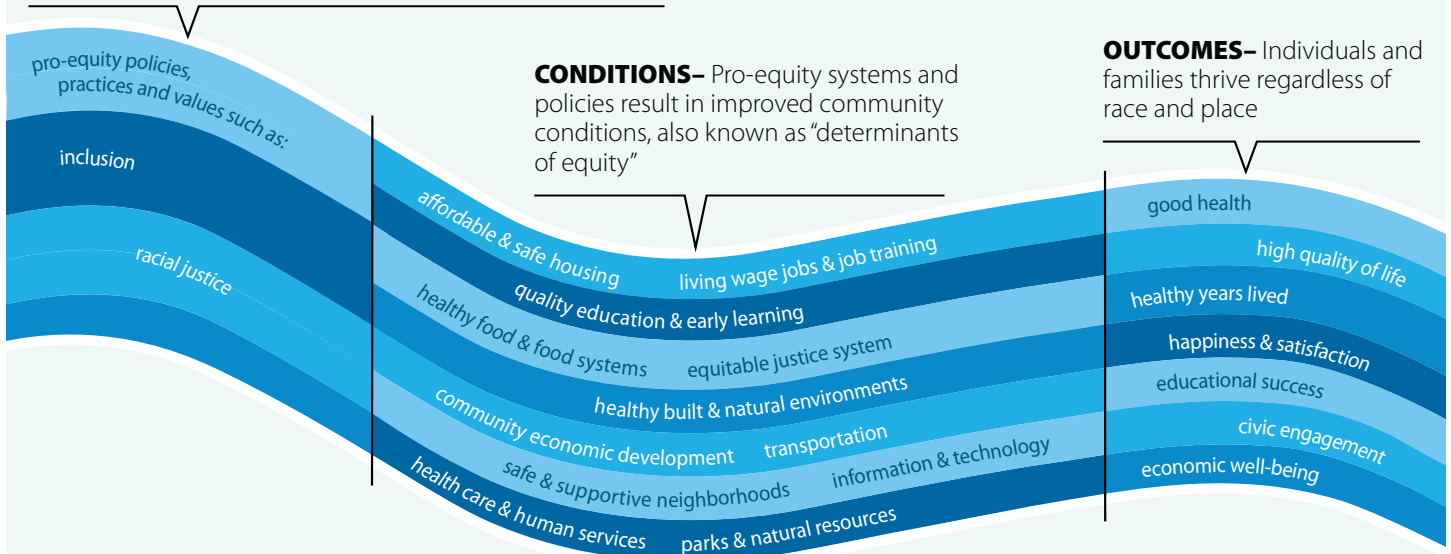 pro-equity policies,
practices and values such as:
inclusion
racial justice
CONDITIONS– Pro-equity systems and
policies result in improved community
conditions, also known as “determinants
of equity”
affordable & safe housing
living wage jobs & job training
quality education & early learning
healthy food & food systems
equitable justice system
healthy built & natural environments
community economic development
transportation
safe & supportive neighborhoods
information & technology
health care & human services
parks & natural resources
OUTCOMES– Individuals and
families thrive regardless of
race and place
good health
high quality of life
healthy years lived
happiness & satisfaction
educational success
civic engagement
economic well-being